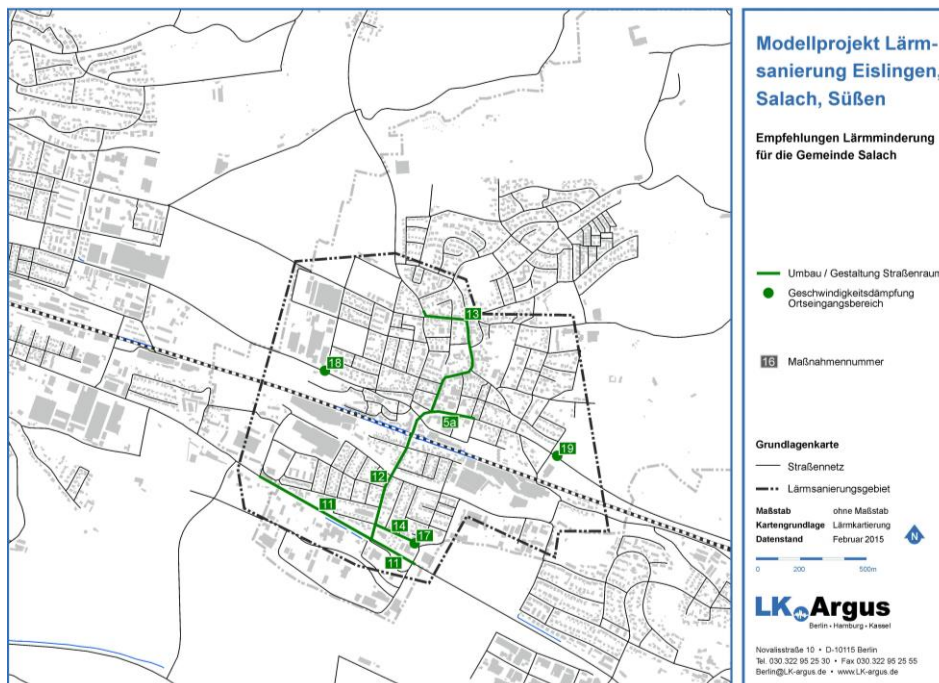 Modellprojekt Lärm-
sanierung Eislingen,
Salach, Süßen
Empfehlungen Lärmminderung
für die Gemeinde Salach
Umbau / Gestaltung Straßenraum
Geschwindigkeitsdämpfung
Ortseingangsbereich
16 Maßnahmennummer
Grundlagenkarte
Straßennetz
Lärmsanierungsgebiet
Maßstab ohne Maßstab
Kartengrundlage Lärmkartierung
Datenstand Februar 2015
N
0 200 500m
LK Argus
Berlin • Hamburg • Kassel
Novalisstraße 10 • D-10115 Berlin
Tel. 030.322 95 25 30 • Fax 030.322 95 25 55
Berlin@LK-argus.de • www.LK-argus.de
13
18
5a
19
12
11
14
17
11